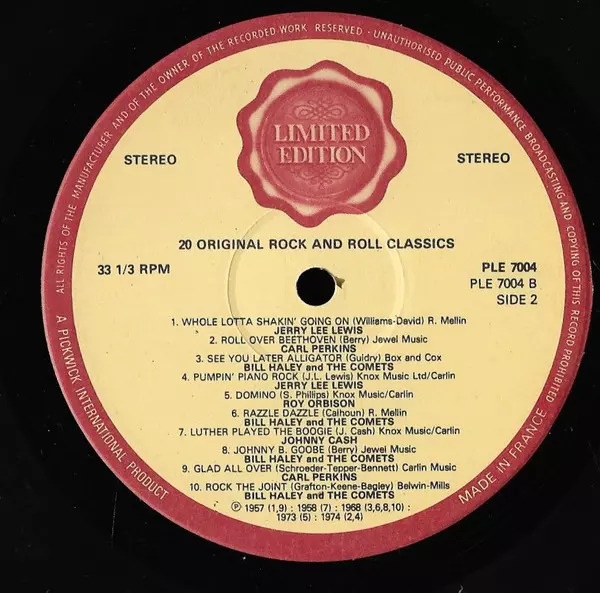 ALL RIGHTS OF THE MANUFACTURER AND OF THE OWNER OF THE RECORDED WORK RESERVED - UNAUTHORISED PUBLIC PERFORMANCE BROADCASTING AND COPYING OF THIS RECORD PROHIBITED
LIMITED
EDITION
STEREO
STEREO
20 ORIGINAL ROCK AND ROLL CLASSICS
33 1/3 RPM
PLE 7004
PLE 7004 B
SIDE 2
1. WHOLE LOTTA SHAKIN' GOING ON (Williams-David) R. Mellin
JERRY LEE LEWIS
2. ROLL OVER BEETHOVEN (Berry) Jewel Music
CARL PERKINS
3. SEE YOU LATER ALLIGATOR (Guidry) Box and Cox
BILL HALEY and THE COMETS
4. PUMPIN' PIANO ROCK (J.L. Lewis) Knox Music Ltd/Carlin
JERRY LEE LEWIS
5. DOMINO (S. Phillips) Knox Music/Carlin
ROY ORBISON
6. RAZZLE DAZZLE (Calhoun) R. Mellin
BILL HALEY and THE COMETS
7. LUTHER PLAYED THE BOOGIE (J. Cash) Knox Music/Carlin
JOHNNY CASH
8. JOHNNY B. GOOBE (Berry) Jewel Music
BILL HALEY and THE COMETS
9. GLAD ALL OVER (Schroeder-Tepper-Bennett) Carlin Music
CARL PERKINS
10. ROCK THE JOINT (Grafton-Keene-Bagley) Belwin-Mills
BILL HALEY and THE COMETS
℗ 1957 (1,9) : 1958 (7) : 1968 (3,6,8,10) :
1973 (5) : 1974 (2,4)
A PICKWICK INTERNATIONAL PRODUCT
MADE IN FRANCE